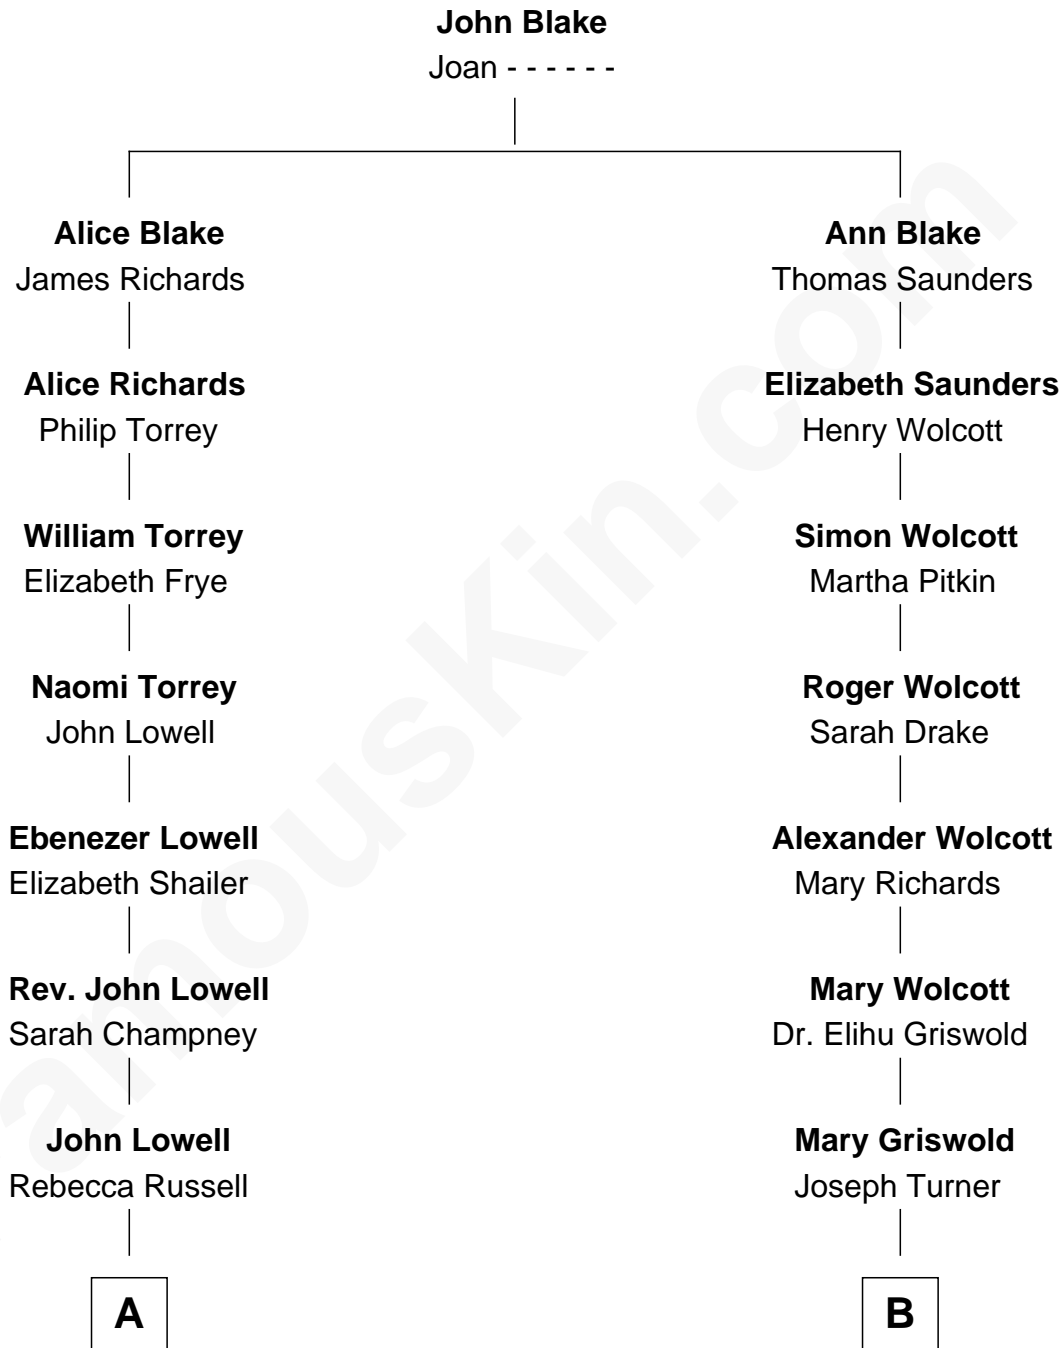 John Blake
Joan - - - - - -
Alice Blake
James Richards
Ann Blake
Thomas Saunders
Alice Richards
Philip Torrey
Elizabeth Saunders
Henry Wolcott
William Torrey
Elizabeth Frye
Simon Wolcott
Martha Pitkin
Naomi Torrey
John Lowell
Roger Wolcott
Sarah Drake
Ebenezer Lowell
Elizabeth Shailer
Alexander Wolcott
Mary Richards
Rev. John Lowell
Sarah Champney
Mary Wolcott
Dr. Elihu Griswold
John Lowell
Rebecca Russell
Mary Griswold
Joseph Turner
A
B
amouskin.com